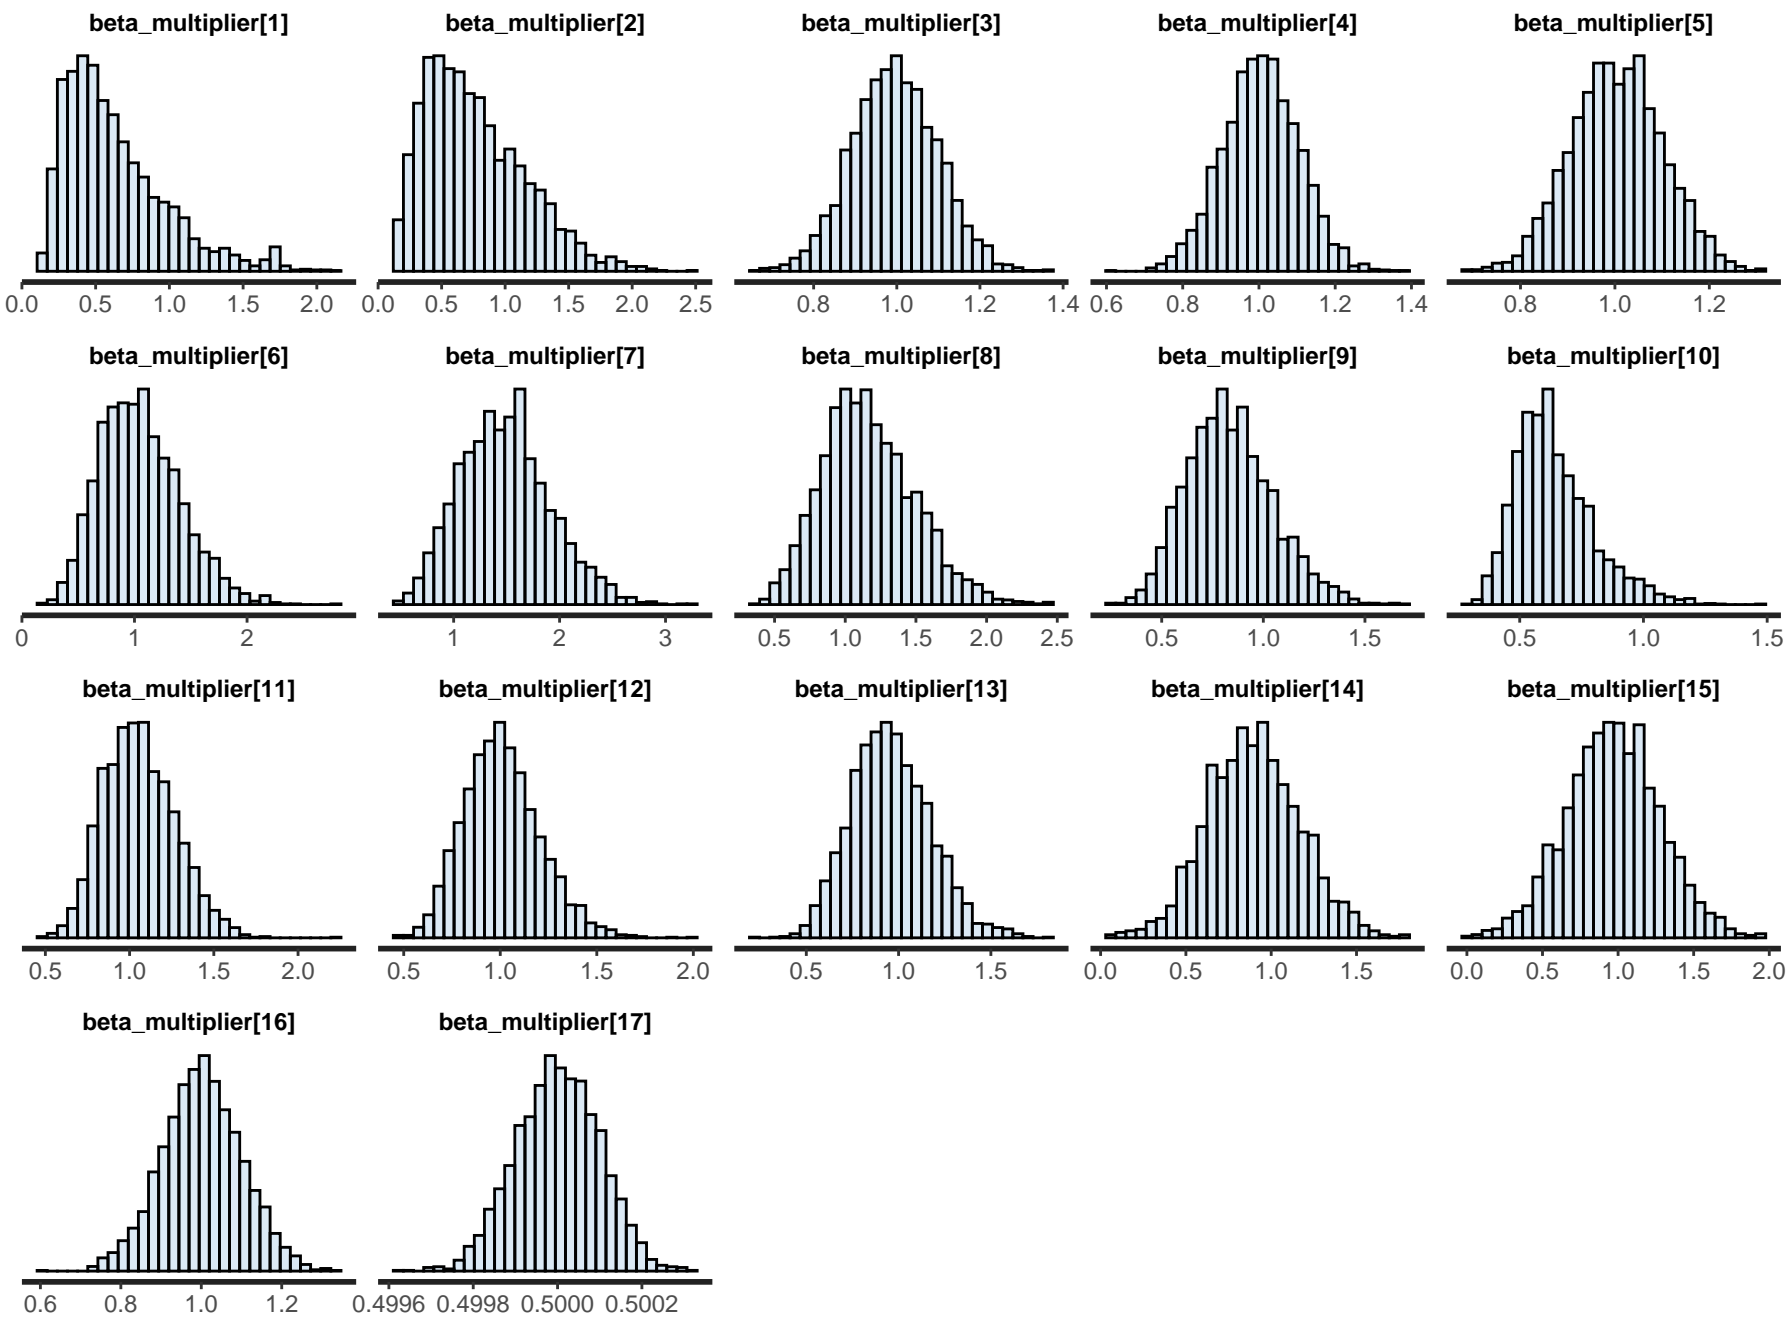 beta_multiplier[1] beta_multiplier[2] beta_multiplier[3] beta_multiplier[4] beta_multiplier[5]
0.0 0.5 1.0 1.5 2.0 0.0 0.5 1.0 1.5 2.0 2.5 0.8 1.0 1.2 1.4 0.6 0.8 1.0 1.2 1.4 0.8 1.0 1.2
beta_multiplier[6] beta_multiplier[7] beta_multiplier[8] beta_multiplier[9] beta_multiplier[10]
0 1 2 1 2 3 0.5 1.0 1.5 2.0 2.5 0.5 1.0 1.5 0.5 1.0 1.5
beta_multiplier[11] beta_multiplier[12] beta_multiplier[13] beta_multiplier[14] beta_multiplier[15]
0.5 1.0 1.5 2.0 0.5 1.0 1.5 2.0 0.5 1.0 1.5 0.0 0.5 1.0 1.5 0.0 0.5 1.0 1.5 2.0
beta_multiplier[16] beta_multiplier[17]
0.6 0.8 1.0 1.2 0.4996 0.4998 0.5000 0.5002